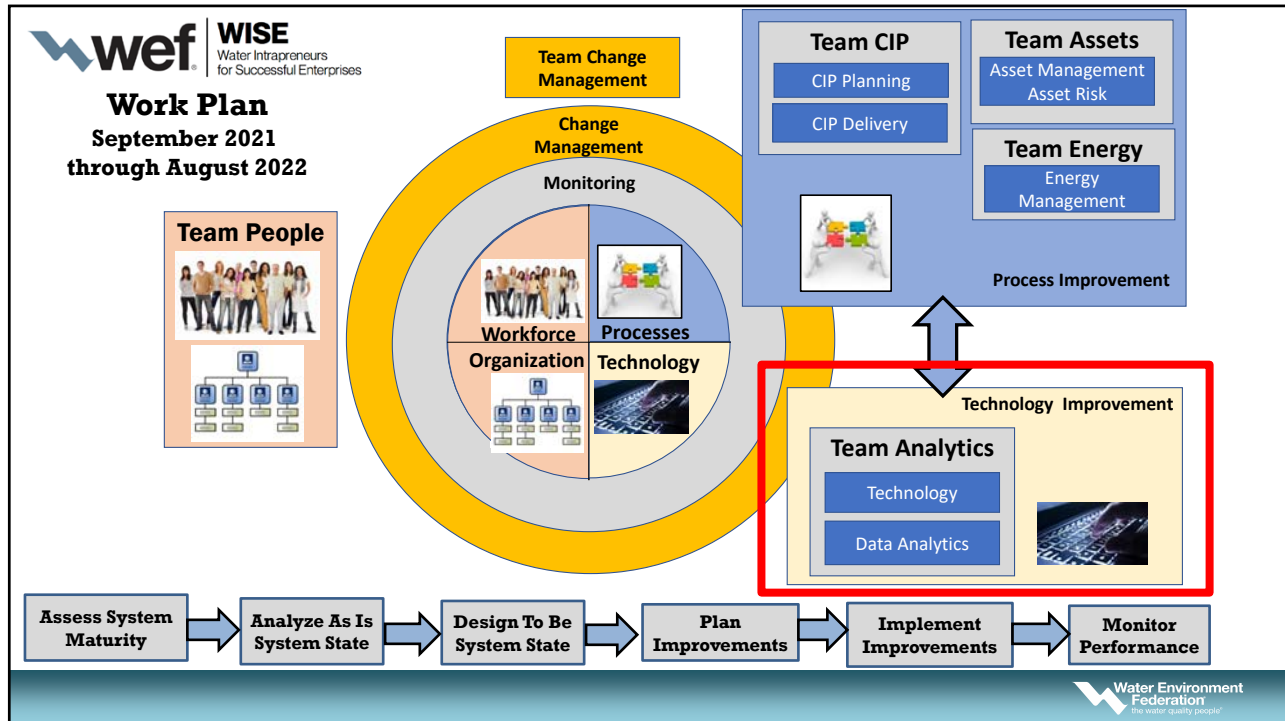 wef
WISE
Water Intrapreneurs
for Successful Enterprises
Work Plan
September 2021
through August 2022
Team Change
Management
Change
Management
Monitoring
Workforce
Processes
Organization
Technology
Team People
Team CIP
CIP Planning
CIP Delivery
Team Assets
Asset Management
Asset Risk
Team Energy
Energy
Management
Process Improvement
Technology Improvement
Team Analytics
Technology
Data Analytics
Assess System
Maturity
Analyze As Is
System State
Design To Be
System State
Plan
Improvements
Implement
Improvements
Monitor
Performance
Water Environment
Federation
the water quality people®